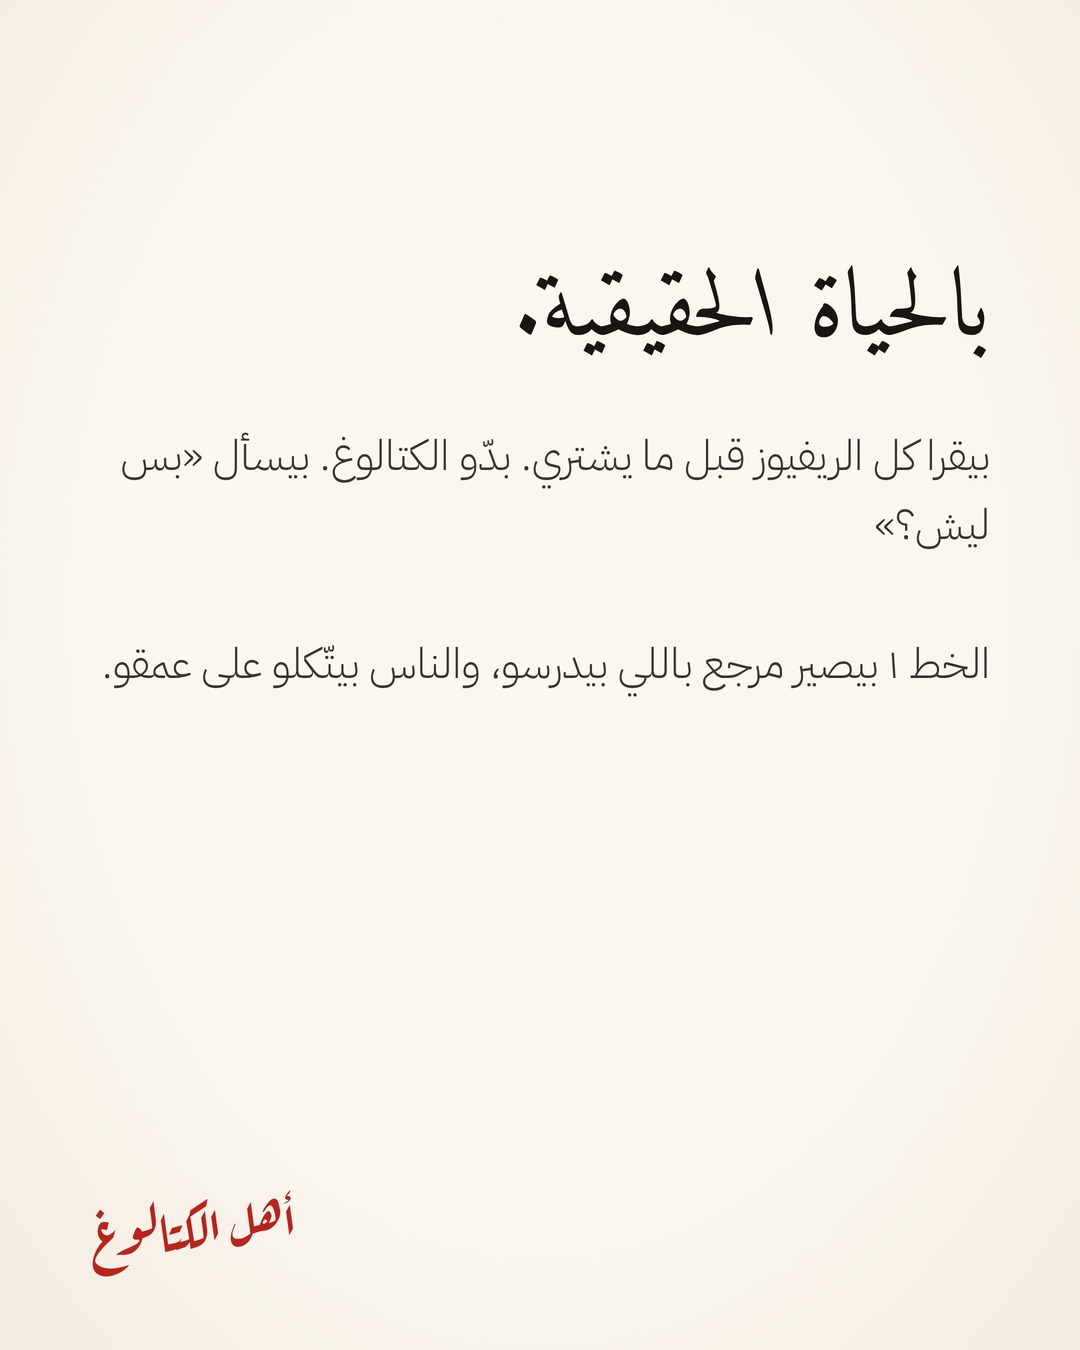 بالحياة الحقيقية.
بيقرا كل الريفيوز قبل ما يشتري. بدّو الكتالوغ. بيسأل «بس
ليش؟»
الخط ١ بيصير مرجع باللي بيدرسو، والناس بيتّكلو على عمقو.
أهل الكتالوغ